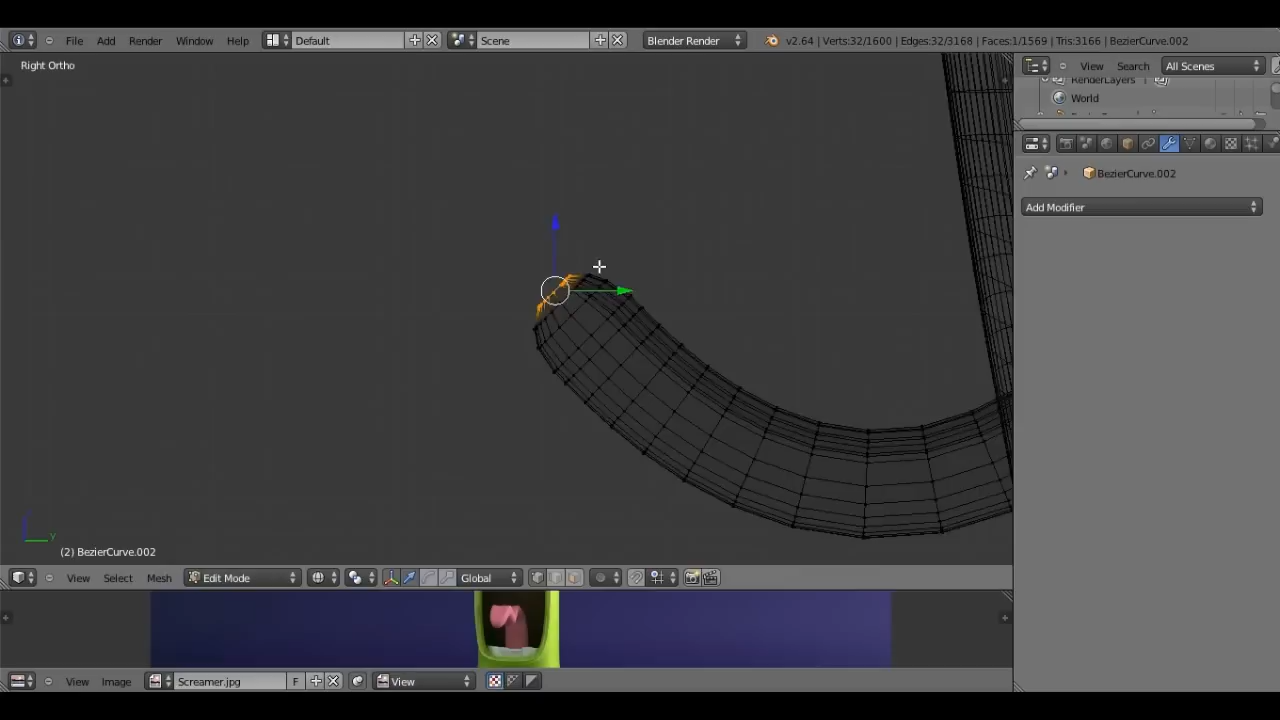 File Add Render Window Help Default Scene Blender Render v2.64 | Verts:32/1600 | Edges:32/3168 | Faces:1/1569 | Tris:3166 | BezierCurve.002
Right Ortho
View Search All Scenes
RenderLayers
World
BezierCurve.002
Add Modifier
z
y
(2) BezierCurve.002
View Select Mesh Edit Mode Global
View Image Screamer.jpg F View